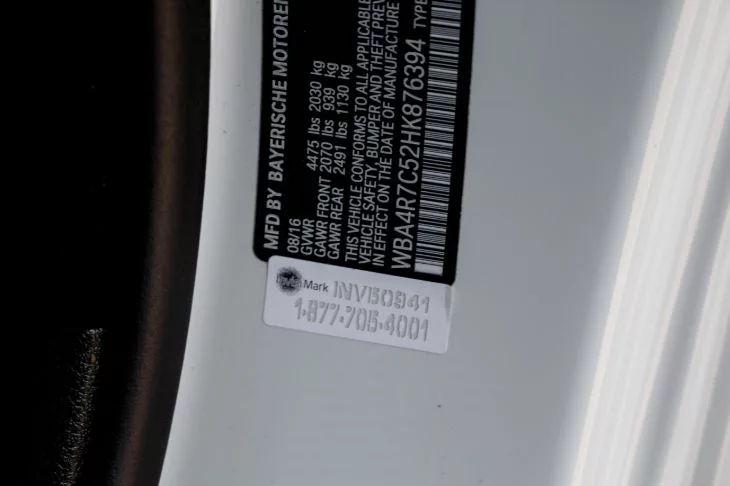 MFD BY BAYERISCHE MOTOREN
08/16
GVWR 4475 lbs 2030 kg
GAWR FRONT 2070 lbs 939 kg
GAWR REAR 2491 lbs 1130 kg
THIS VEHICLE CONFORMS TO ALL APPLICABLE
VEHICLE SAFETY, BUMPER AND THEFT PREV
IN EFFECT ON THE DATE OF MANUFACTURE
WBA4R7C52HK876394 TYPE
Mark INV50941
1-877-705-4001